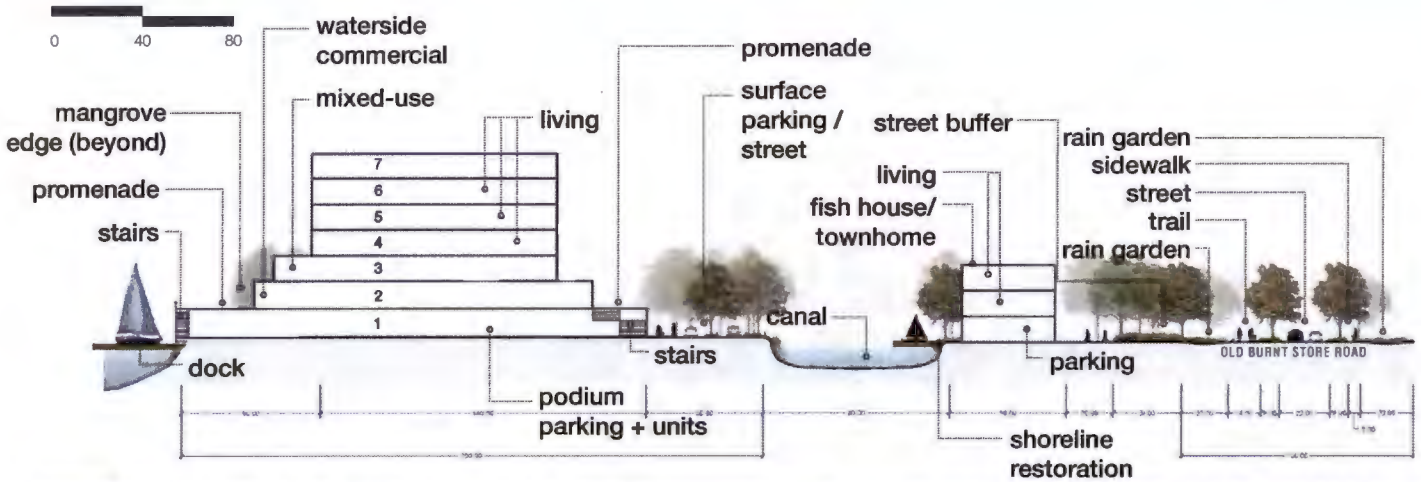 0 40 80
waterside
commercial
mixed-use
mangrove
edge (beyond)
promenade
stairs
living
promenade
surface
parking /
street
street buffer
living
fish house/
townhome
rain garden
sidewalk
street
trail
rain garden
7
6
5
4
3
2
1
canal
dock
stairs
podium
parking + units
parking
OLD BURNT STORE ROAD
shoreline
restoration